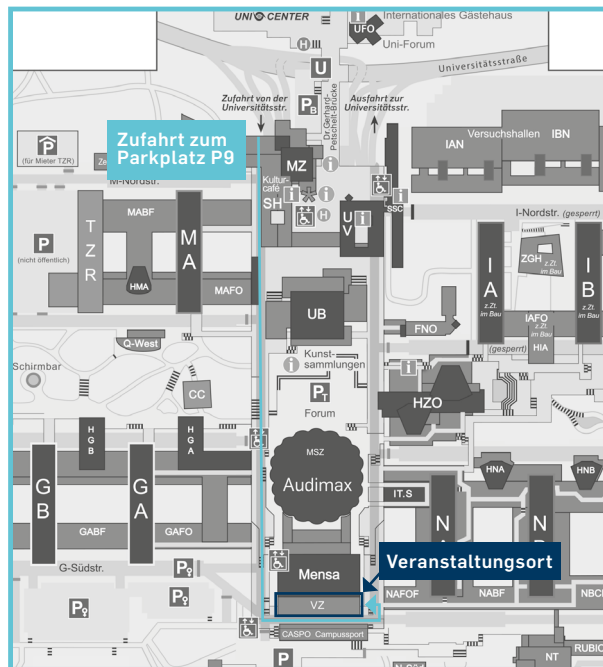 UNI CENTER
Internationales Gästehaus
UFO
Uni-Forum
H
U
Universitätsstraße
Zufahrt von der
Universitätsstr.
PB
Dr.Gerhard-
Petschelt-Brücke
Ausfahrt zur
Universitätsstr.
Zufahrt zum
Parkplatz P9
P
(für Mieter TZR)
Ze
M-Nordstr.
MZ
i
Kultur-
café
SH
H
UV
SSC
IAN
Versuchshallen
IBN
I-Nordstr. (gesperrt)
TZR
MABF
MA
P
(nicht öffentlich)
HMA
MAFO
ZGH
z.Zt.
im Bau
IA
z.Zt.
im Bau
IB
z.Zt.
im Bau
IAFO
z.Zt.
im Bau
HIA
(gesperrt)
UB
FNO
Q-West
Schirmbar
CC
i
Kunst-
sammlungen
PT
Forum
HZO
HGB
HGA
MSZ
Audimax
GB
GA
GABF
GAFO
IT.S
HNA
HNB
NA
G-Südstr.
P
P
P
Mensa
Veranstaltungsort
VZ
NAFOF
NABF
NBC
CASPO Campussport
P
RUBIO
NT